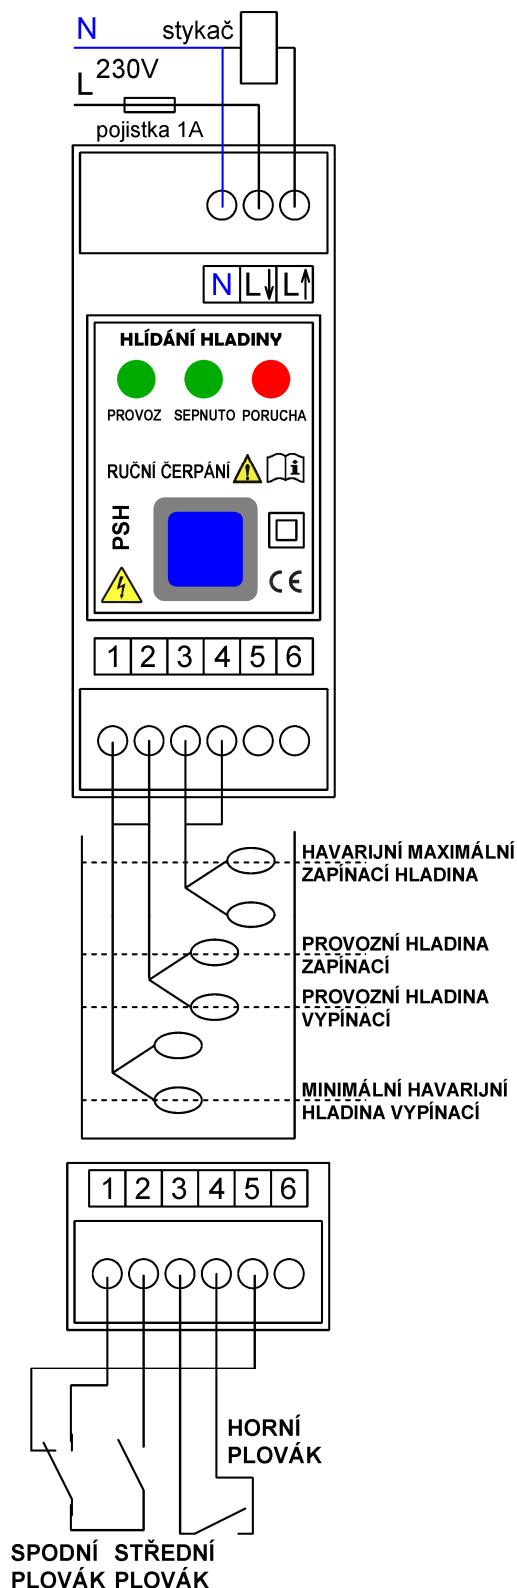 N
stykač
230V
L
pojistka 1A
N L↓ L↑
HLÍDÁNÍ HLADINY
PROVOZ SEPNUTO PORUCHA
RUČNÍ ČERPÁNÍ
i
PSH
CE
1 2 3 4 5 6
HAVARIJNÍ MAXIMÁLNÍ
ZAPÍNACÍ HLADINA
PROVOZNÍ HLADINA
ZAPÍNACÍ
PROVOZNÍ HLADINA
VYPÍNACÍ
MINIMÁLNÍ HAVARIJNÍ
HLADINA VYPÍNACÍ
1 2 3 4 5 6
HORNÍ
PLOVÁK
SPODNÍ STŘEDNÍ
PLOVÁK PLOVÁK